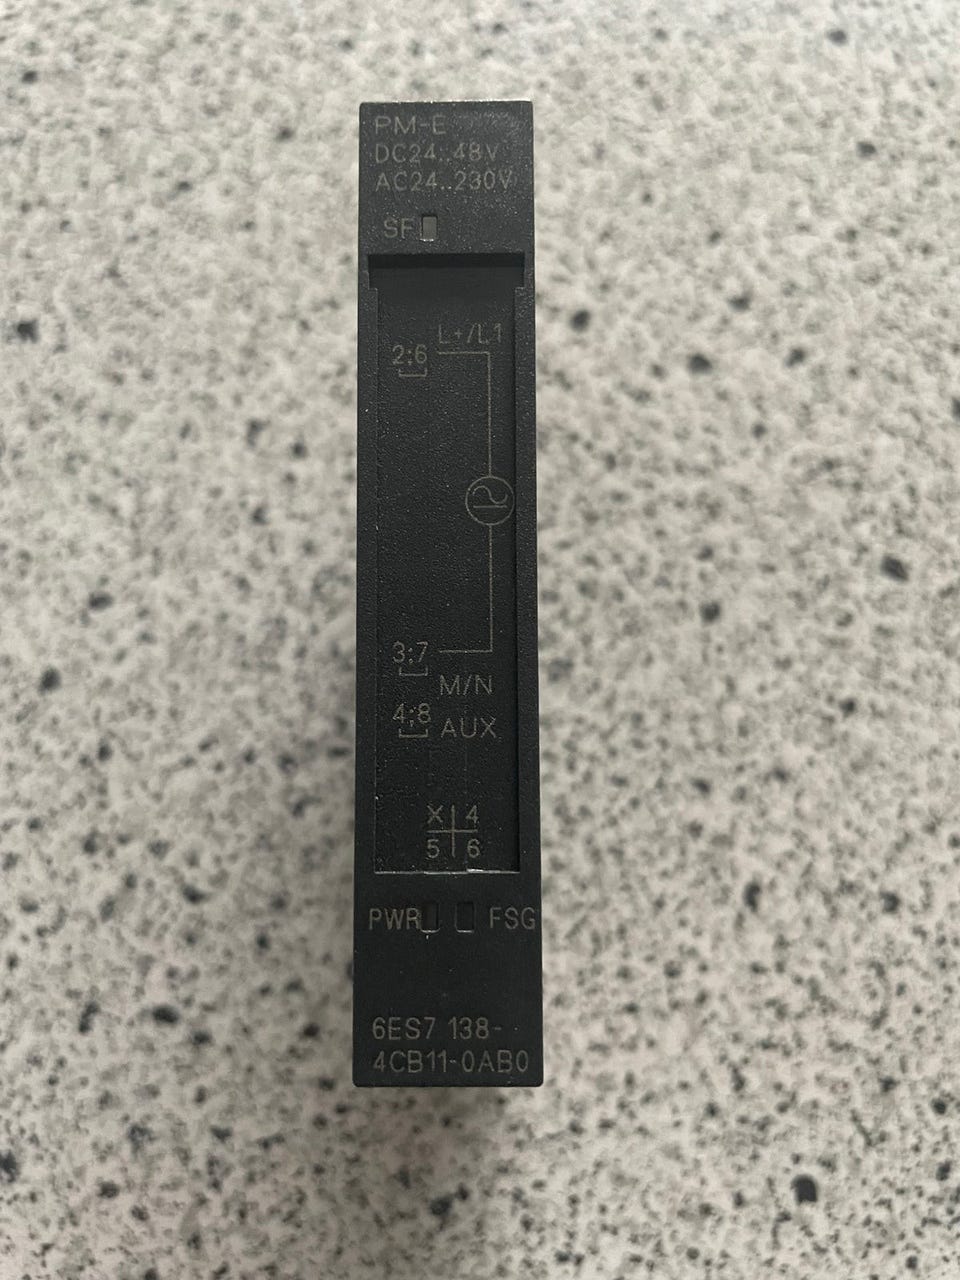 PM-E
DC24..48V
AC24..230V
SF
L+/L1
2;6
3;7
M/N
4;8
AUX
X 4
5 6
PWR FSG
6ES7 138-
4CB11-0AB0